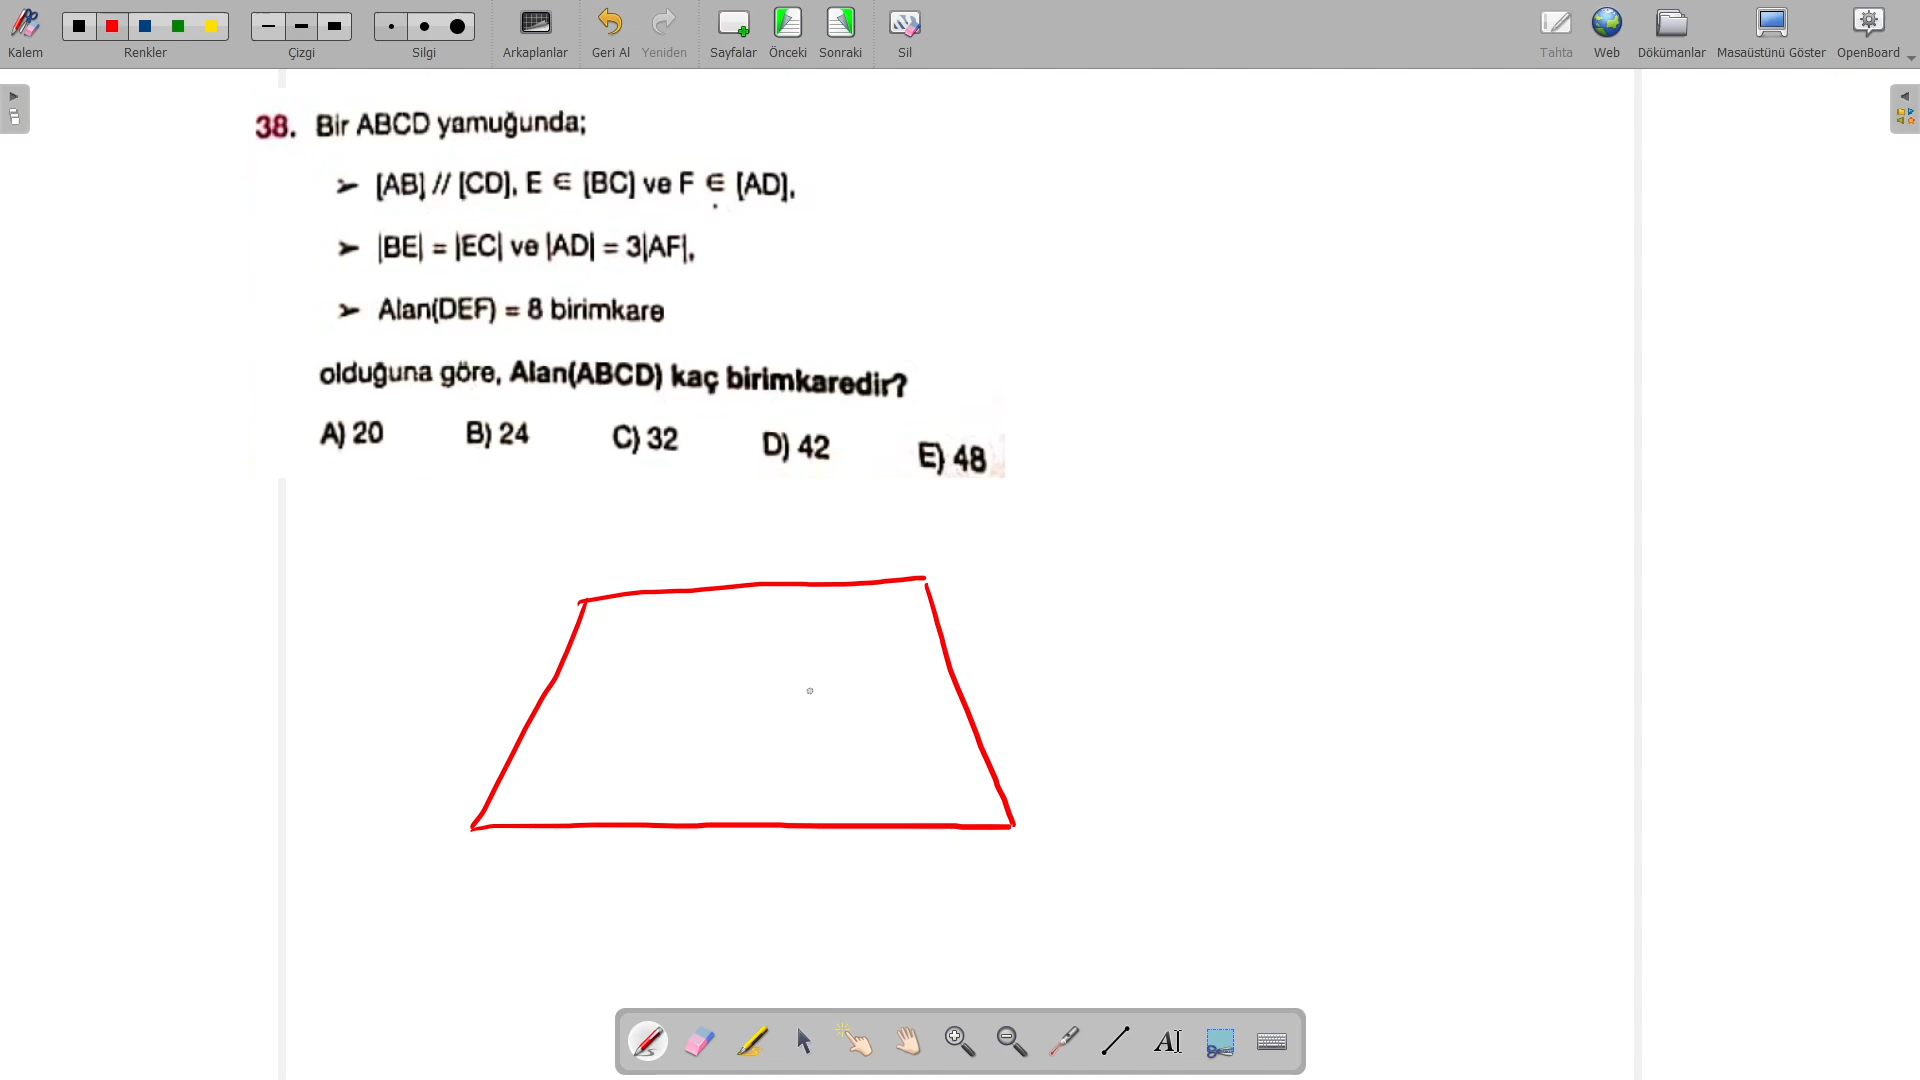 Kalem
Renkler
Çizgi
Silgi
Arkaplanlar
Geri Al
Yeniden
Sayfalar
Önceki
Sonraki
Sil
Tahta
Web
Dökümanlar
Masaüstünü Göster
OpenBoard
38. Bir ABCD yamuğunda;
➢ [AB] // [CD], E ∈ [BC] ve F ∈ [AD],
➢ |BE| = |EC| ve |AD| = 3|AF|,
➢ Alan(DEF) = 8 birimkare
olduğuna göre, Alan(ABCD) kaç birimkaredir?
A) 20 B) 24 C) 32 D) 42 E) 48